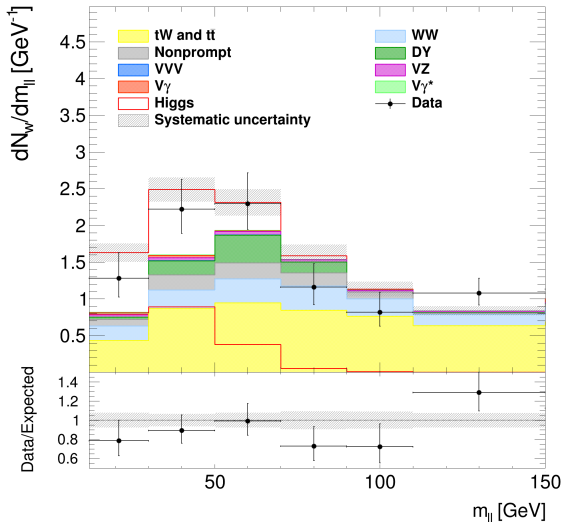 dN_w/dm_ll [GeV⁻¹]
4.5
4
3.5
3
2.5
2
1.5
1
0.5
tW and tt
Nonprompt
VVV
Vγ
Higgs
Systematic uncertainty
WW
DY
VZ
Vγ*
Data
Data/Expected
1.4
1.2
1
0.8
0.6
50
100
150
m_ll [GeV]